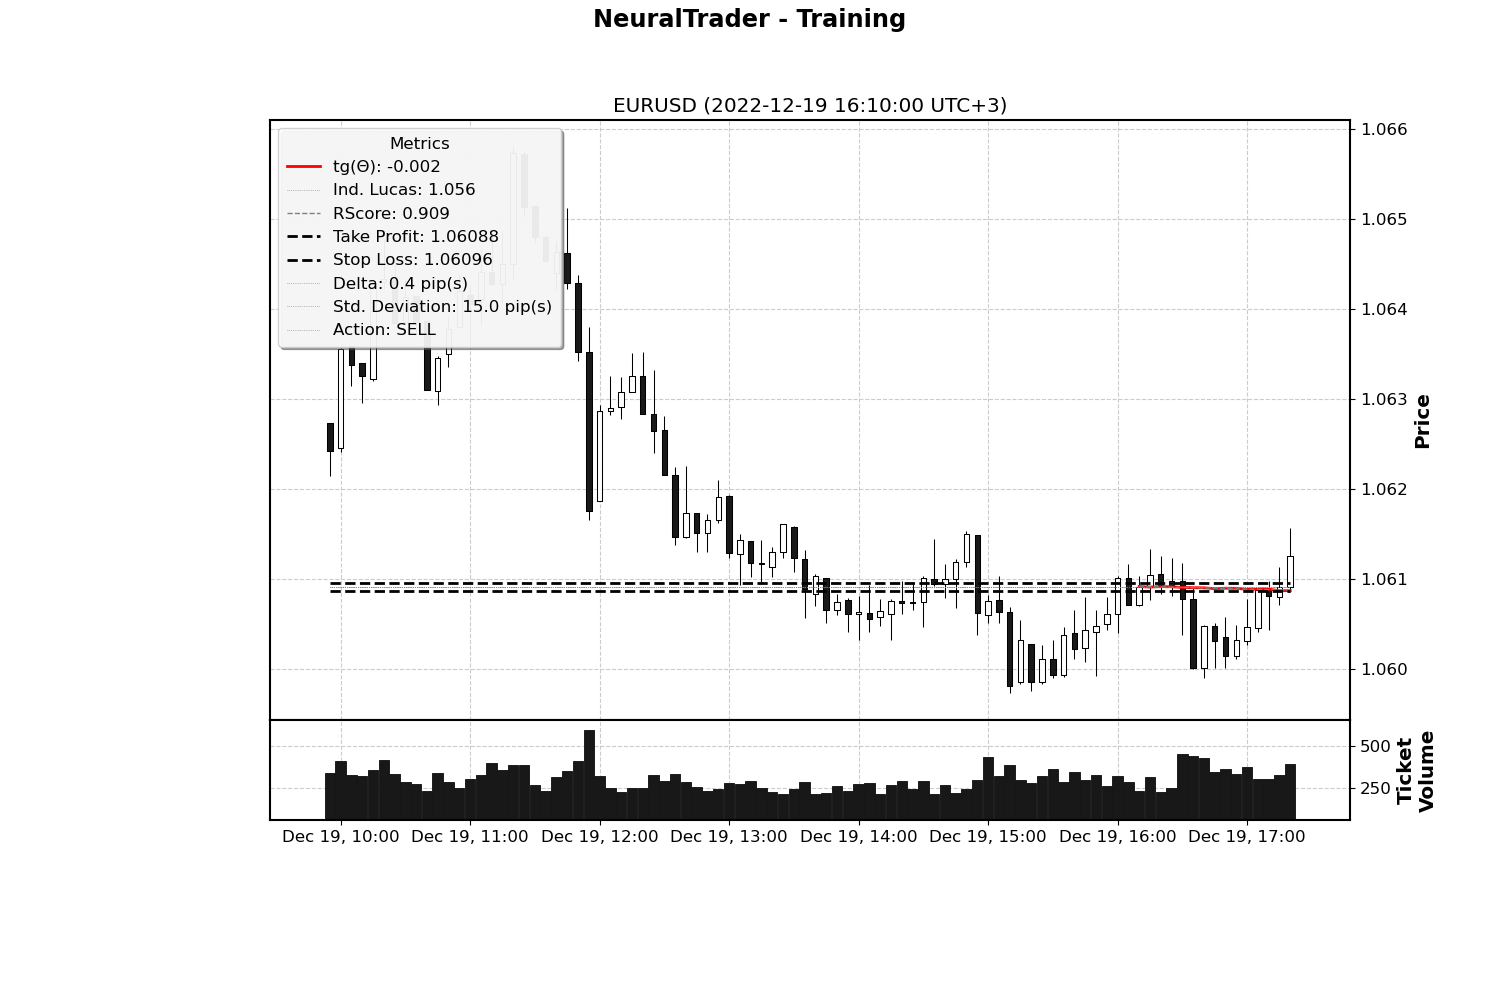 NeuralTrader - Training
EURUSD (2022-12-19 16:10:00 UTC+3)
Metrics
tg(Θ): -0.002
Ind. Lucas: 1.056
RScore: 0.909
Take Profit: 1.06088
Stop Loss: 1.06096
Delta: 0.4 pip(s)
Std. Deviation: 15.0 pip(s)
Action: SELL
1.066
1.065
1.064
1.063
1.062
1.061
1.060
Price
500
250
Ticket
Volume
Dec 19, 10:00 Dec 19, 11:00 Dec 19, 12:00 Dec 19, 13:00 Dec 19, 14:00 Dec 19, 15:00 Dec 19, 16:00 Dec 19, 17:00